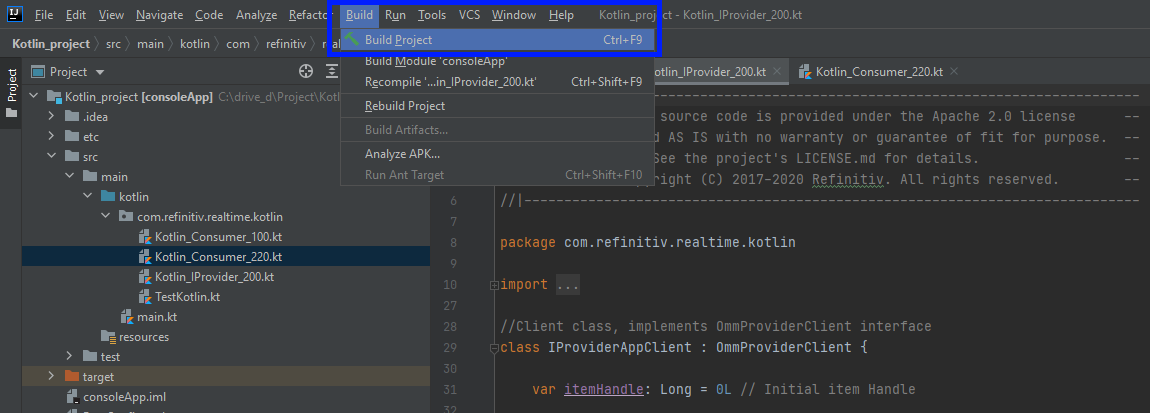 IJ File Edit View Navigate Code Analyze Refactor Build Run Tools VCS Window Help Kotlin_project - Kotlin_IProvider_200.kt
Kotlin_project src main kotlin com refinitiv
Project
Project
Build Project Ctrl+F9
Build Module 'consoleApp'
Recompile '...in_IProvider_200.kt' Ctrl+Shift+F9
Rebuild Project
Build Artifacts...
Analyze APK...
Run Ant Target Ctrl+Shift+F10
otlin_IProvider_200.kt Kotlin_Consumer_220.kt
Kotlin_project [consoleApp] C:\drive_d\Project\Kotl
.idea
etc
src
main
kotlin
com.refinitiv.realtime.kotlin
Kotlin_Consumer_100.kt
Kotlin_Consumer_220.kt
Kotlin_IProvider_200.kt
TestKotlin.kt
main.kt
resources
test
target
consoleApp.iml
source code is provided under the Apache 2.0 license --
d AS IS with no warranty or guarantee of fit for purpose. --
See the project's LICENSE.md for details. --
right (C) 2017-2020 Refinitiv. All rights reserved. --
6 //|-----------------------------------------------------------------------------
7
8 package com.refinitiv.realtime.kotlin
9
10 import ...
27
28 //Client class, implements OmmProviderClient interface
29 class IProviderAppClient : OmmProviderClient {
30
31 var itemHandle: Long = 0L // Initial item Handle
32